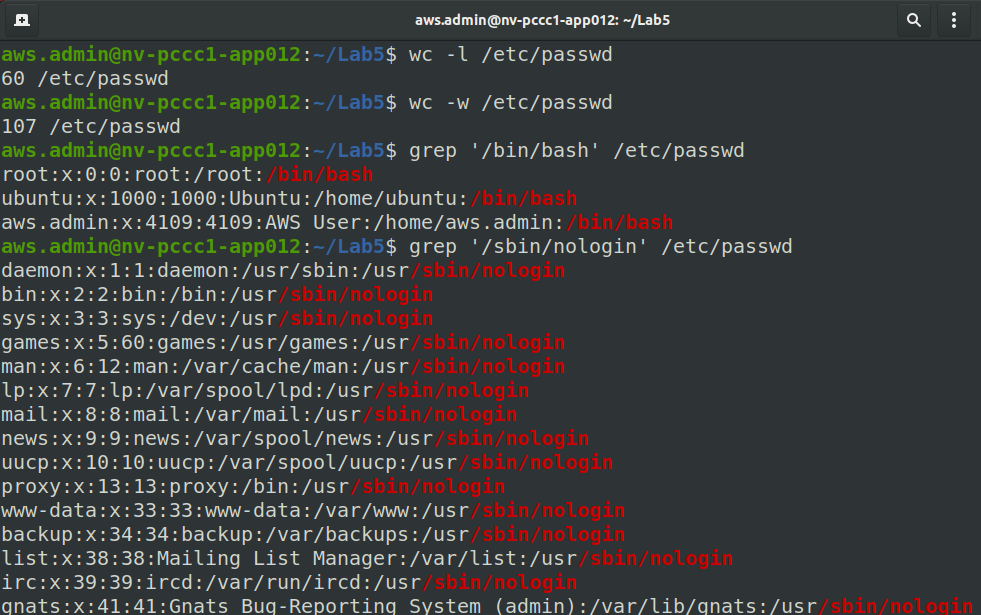 aws.admin@nv-pccc1-app012: ~/Lab5
aws.admin@nv-pccc1-app012:~/Lab5$ wc -l /etc/passwd
60 /etc/passwd
aws.admin@nv-pccc1-app012:~/Lab5$ wc -w /etc/passwd
107 /etc/passwd
aws.admin@nv-pccc1-app012:~/Lab5$ grep '/bin/bash' /etc/passwd
root:x:0:0:root:/root:/bin/bash
ubuntu:x:1000:1000:Ubuntu:/home/ubuntu:/bin/bash
aws.admin:x:4109:4109:AWS User:/home/aws.admin:/bin/bash
aws.admin@nv-pccc1-app012:~/Lab5$ grep '/sbin/nologin' /etc/passwd
daemon:x:1:1:daemon:/usr/sbin:/usr/sbin/nologin
bin:x:2:2:bin:/bin:/usr/sbin/nologin
sys:x:3:3:sys:/dev:/usr/sbin/nologin
games:x:5:60:games:/usr/games:/usr/sbin/nologin
man:x:6:12:man:/var/cache/man:/usr/sbin/nologin
lp:x:7:7:lp:/var/spool/lpd:/usr/sbin/nologin
mail:x:8:8:mail:/var/mail:/usr/sbin/nologin
news:x:9:9:news:/var/spool/news:/usr/sbin/nologin
uucp:x:10:10:uucp:/var/spool/uucp:/usr/sbin/nologin
proxy:x:13:13:proxy:/bin:/usr/sbin/nologin
www-data:x:33:33:www-data:/var/www:/usr/sbin/nologin
backup:x:34:34:backup:/var/backups:/usr/sbin/nologin
list:x:38:38:Mailing List Manager:/var/list:/usr/sbin/nologin
irc:x:39:39:ircd:/var/run/ircd:/usr/sbin/nologin
gnats:x:41:41:Gnats Bug-Reporting System (admin):/var/lib/gnats:/usr/sbin/nologin